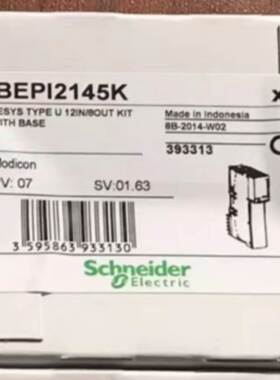 BEPI2145K
ESYS TYPE U 12IN/8OUT KIT
ITH BASE
Modicon
V: 07
SV:01.63
Made in Indonesia
8B-2014-W02
393313
3 595863 933130
Schneider
Electric